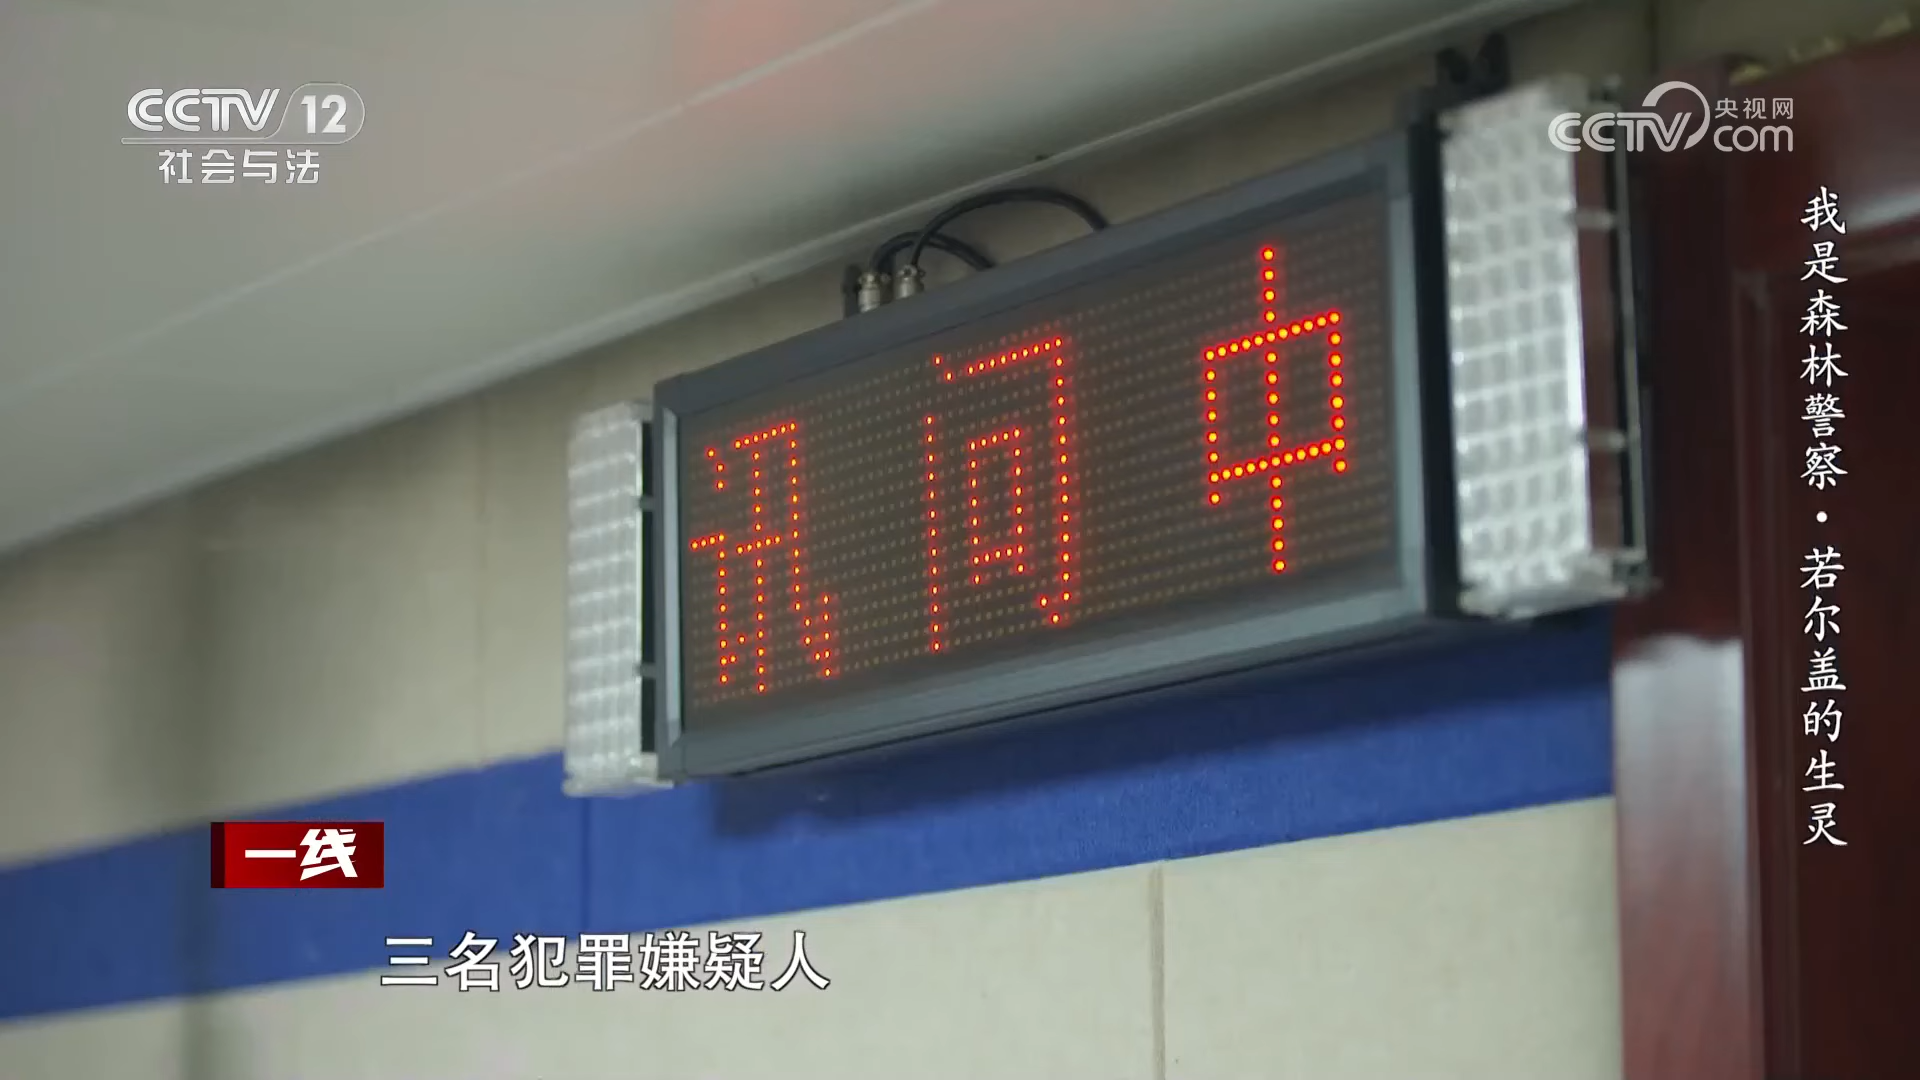 CCTV 12
社会与法
央视网
CCTV.com
我是森林警察·若尔盖的生灵
讯问中
一线
三名犯罪嫌疑人